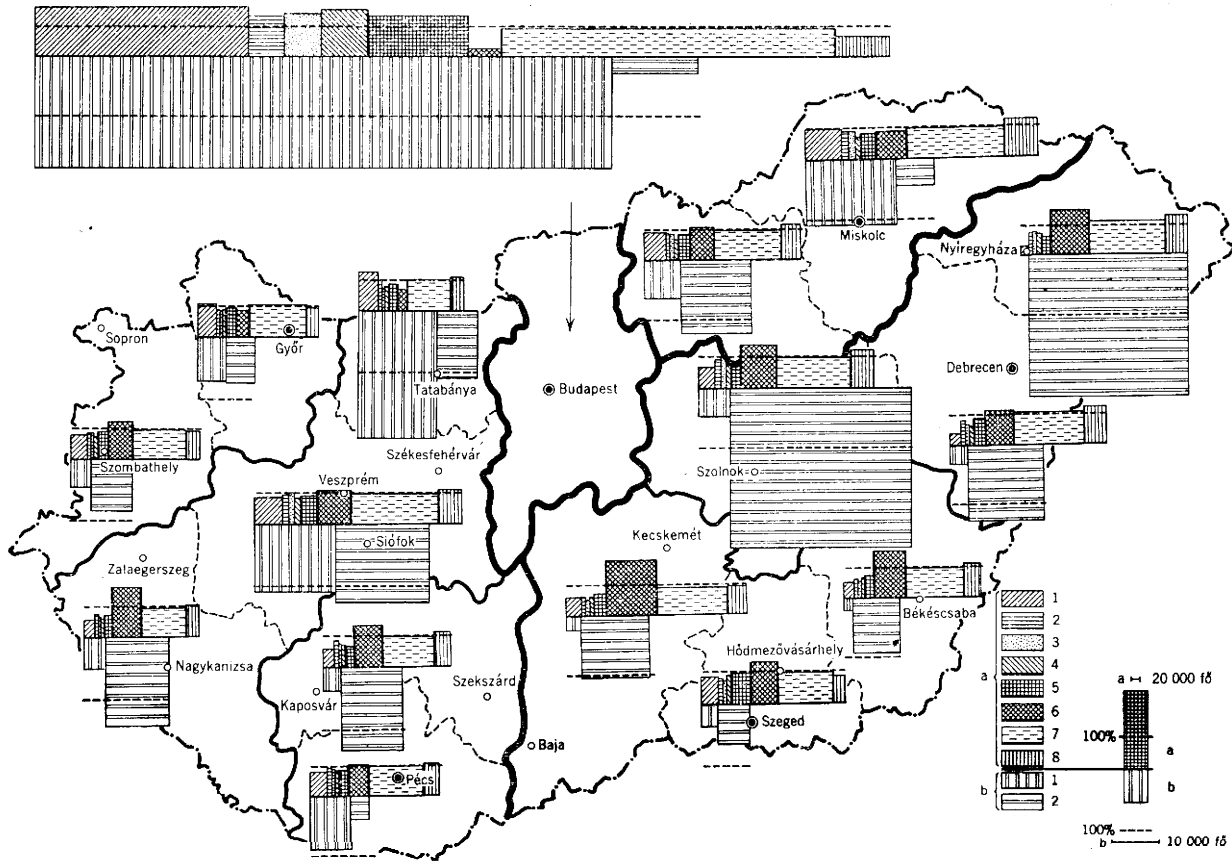 Miskolc
Nyíregyháza
Sopron
Győr
Tatabánya
Budapest
Debrecen
Szombathely
Székesfehérvár
Szolnok
Veszprém
Siófok
Kecskemét
Zalaegerszeg
Békéscsaba
Nagykanizsa
Kaposvár
Szekszárd
Hódmezővásárhely
Szeged
Baja
Pécs
a
1
2
3
4
5
6
7
8
b
1
2
a 20 000 fő
100%
a
b
100%
b 10 000 fő